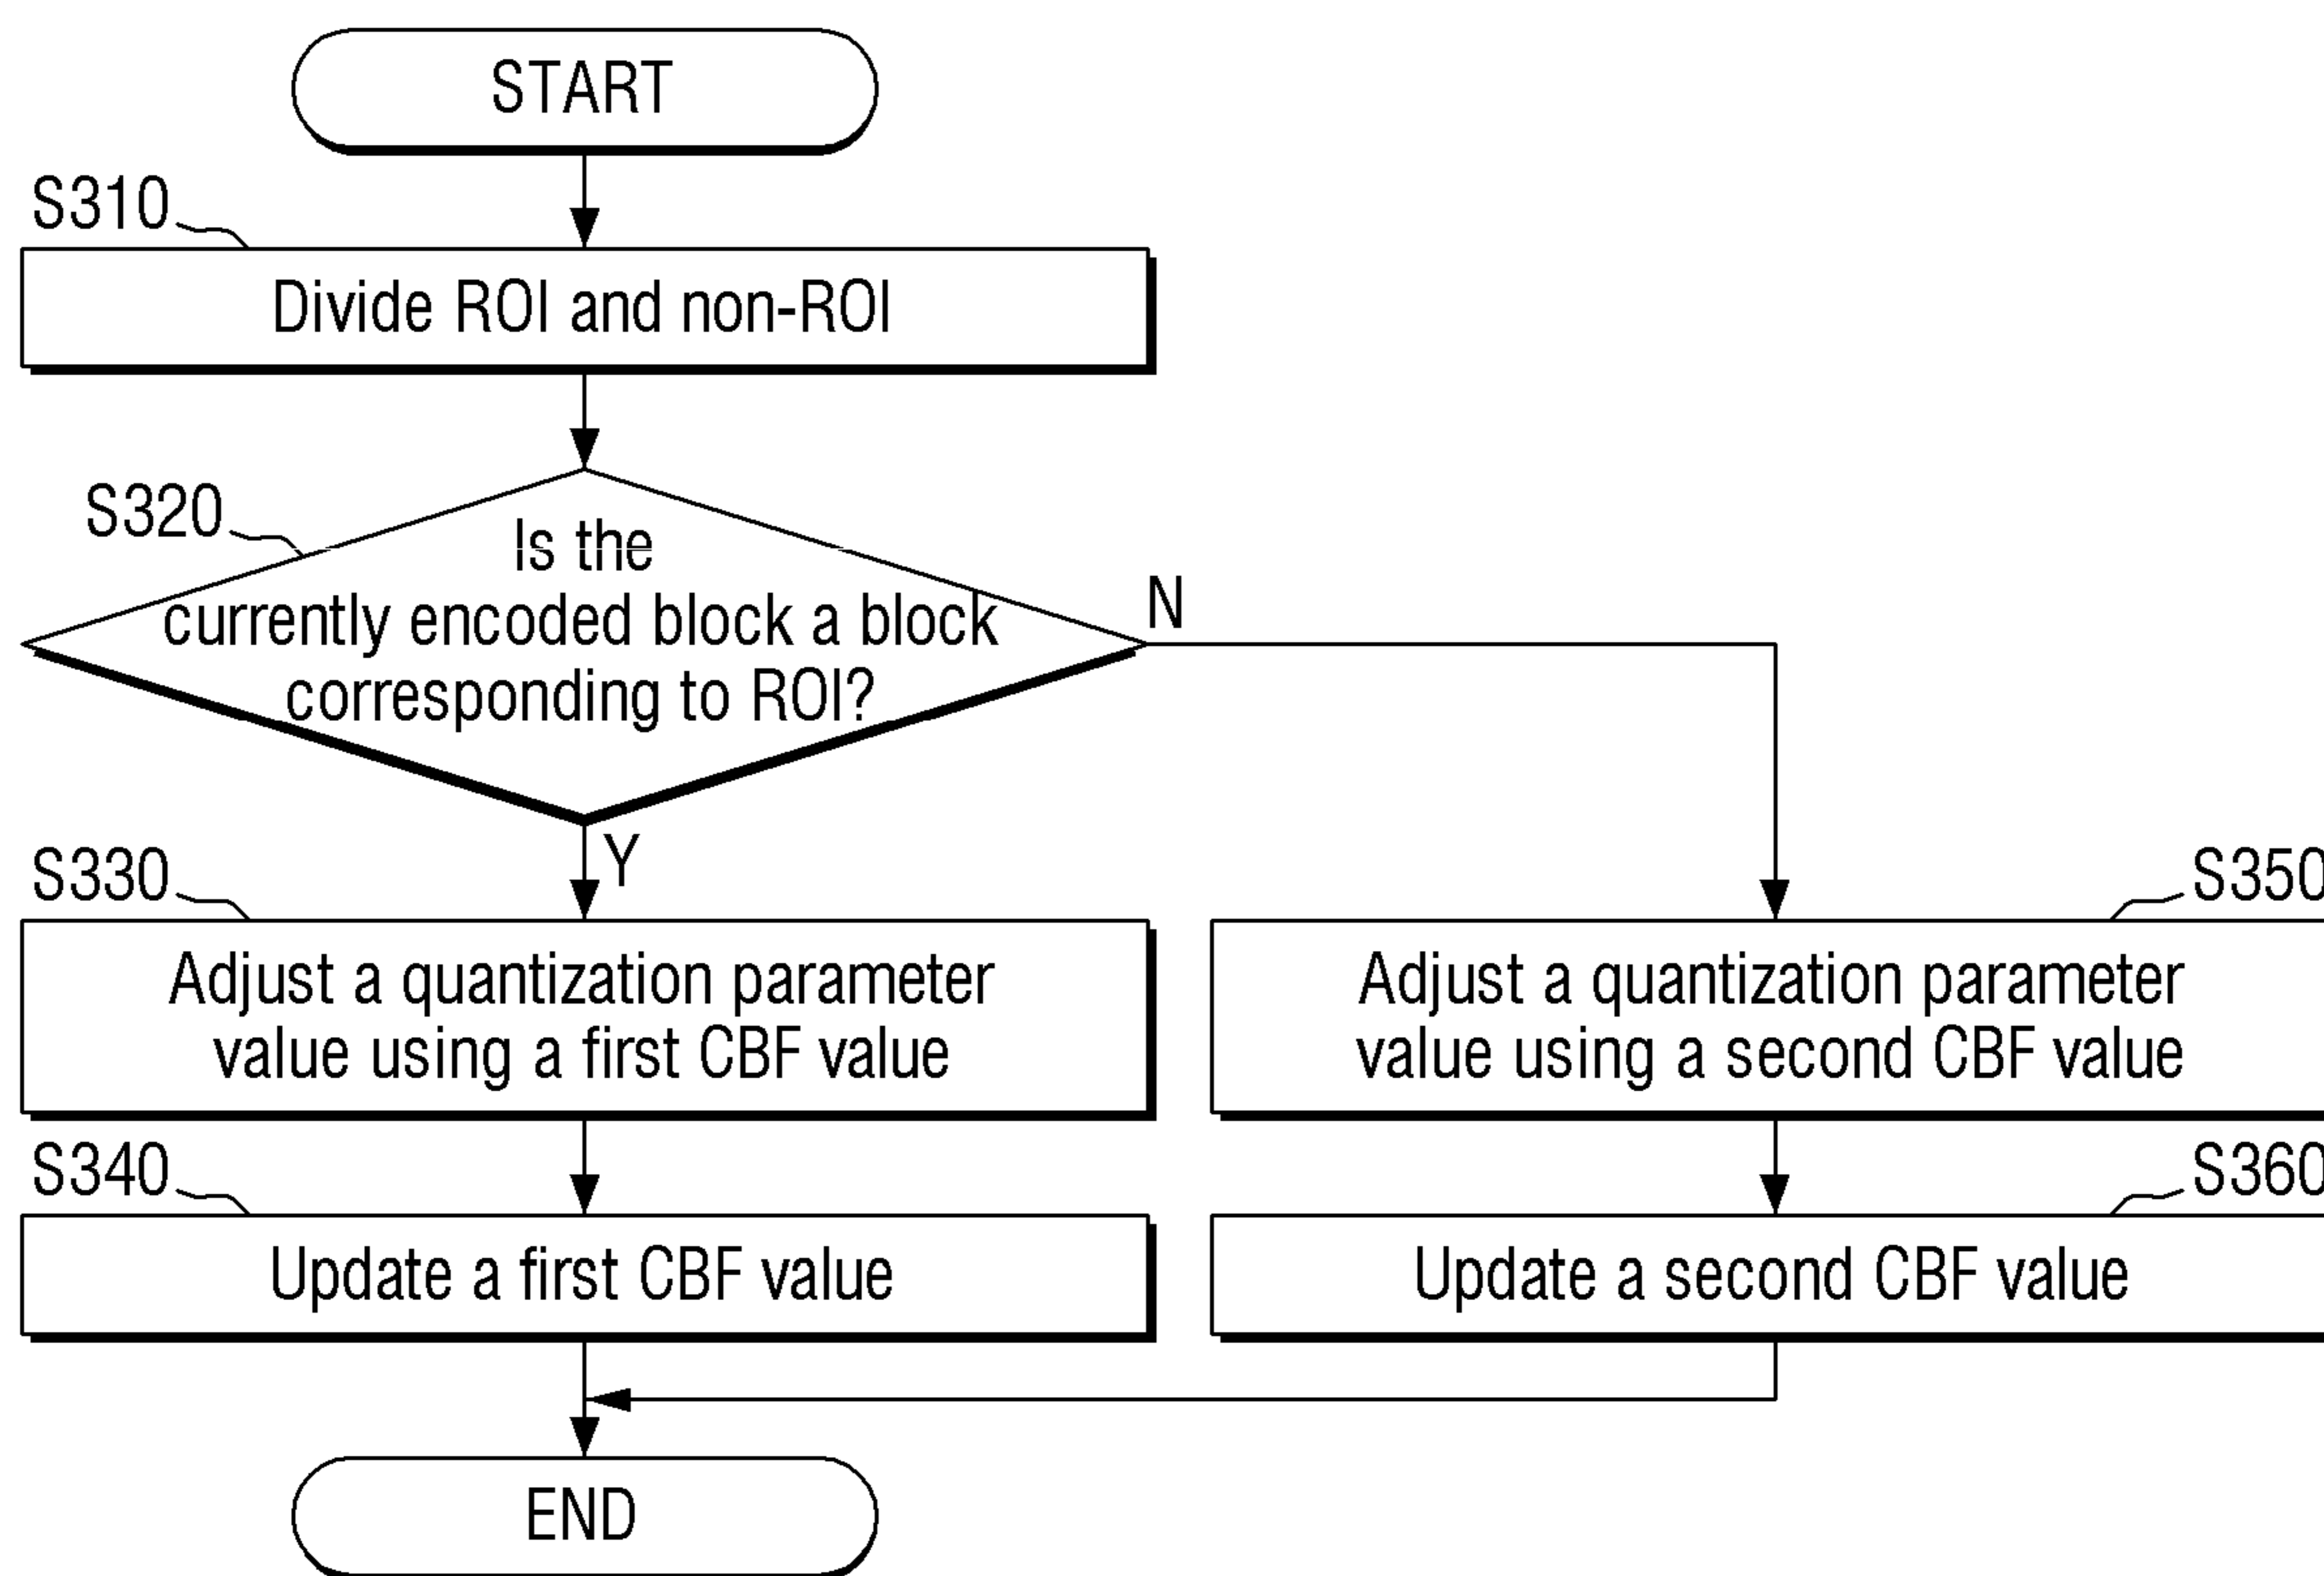 START
S310
Divide ROI and non-ROI
S320
Is the
currently encoded block a block
corresponding to ROI?
N
Y
S330
Adjust a quantization parameter
value using a first CBF value
S350
Adjust a quantization parameter
value using a second CBF value
S340
Update a first CBF value
S360
Update a second CBF value
END